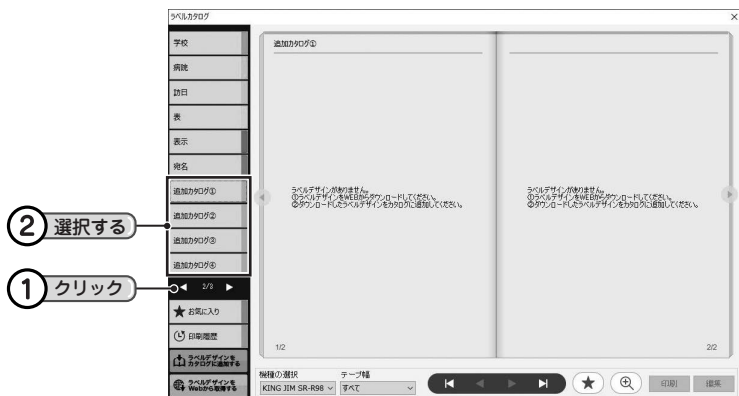 ラベルカタログ
学校
病院
訪日
表
表示
宛名
追加カタログ①
追加カタログ②
追加カタログ③
追加カタログ④
2/3
お気に入り
印刷履歴
ラベルデザインを
カタログに追加する
ラベルデザインを
Webから取得する
② 選択する
① クリック
追加カタログ①
ラベルデザインがありません。
①ラベルデザインをWEBからダウンロードしてください。
②ダウンロードしたラベルデザインをカタログに追加してください。
1/2
ラベルデザインがありません。
①ラベルデザインをWEBからダウンロードしてください。
②ダウンロードしたラベルデザインをカタログに追加してください。
2/2
機種の選択
KING JIM SR-R98
テープ幅
すべて
印刷
編集